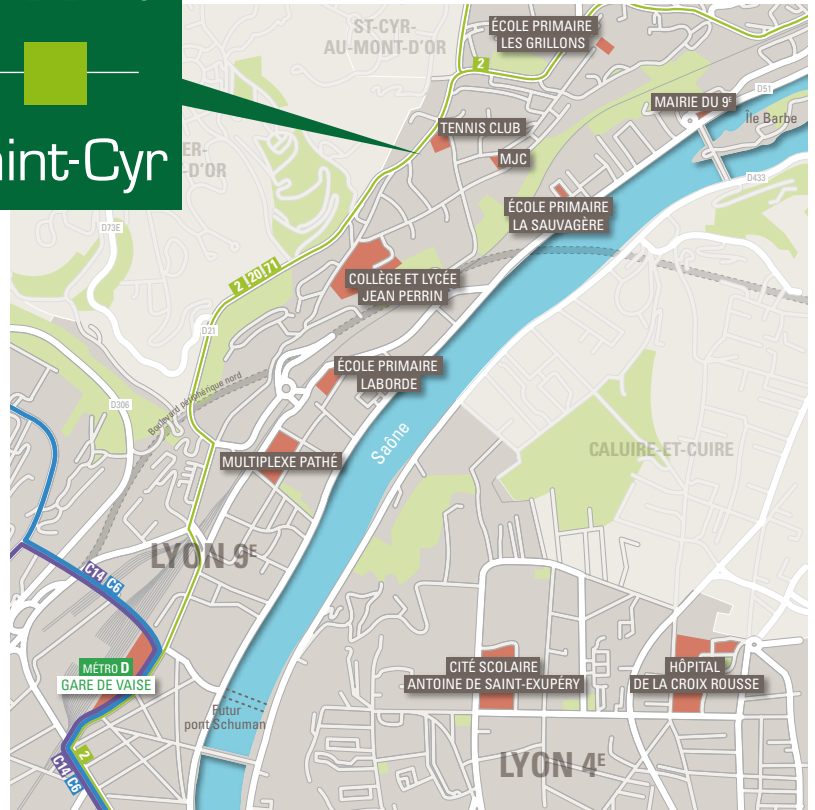 ST-CYR-
AU-MONT-D'OR
ÉCOLE PRIMAIRE
LES GRILLONS
2
D51
MAIRIE DU 9E
Île Barbe
TENNIS CLUB
MJC
D433
ÉCOLE PRIMAIRE
LA SAUVAGÈRE
int-Cyr
ER-
-D'OR
D73E
2 20 71
COLLÈGE ET LYCÉE
JEAN PERRIN
D21
ÉCOLE PRIMAIRE
LABORDE
Boulevard périphérique nord
D306
Saône
CALUIRE-ET-CUIRE
MULTIPLEXE PATHÉ
LYON 9E
C14 C6
MÉTRO D
GARE DE VAISE
CITÉ SCOLAIRE
ANTOINE DE SAINT-EXUPÉRY
HÔPITAL
DE LA CROIX ROUSSE
Futur
pont Schuman
2
C14 C6
LYON 4E